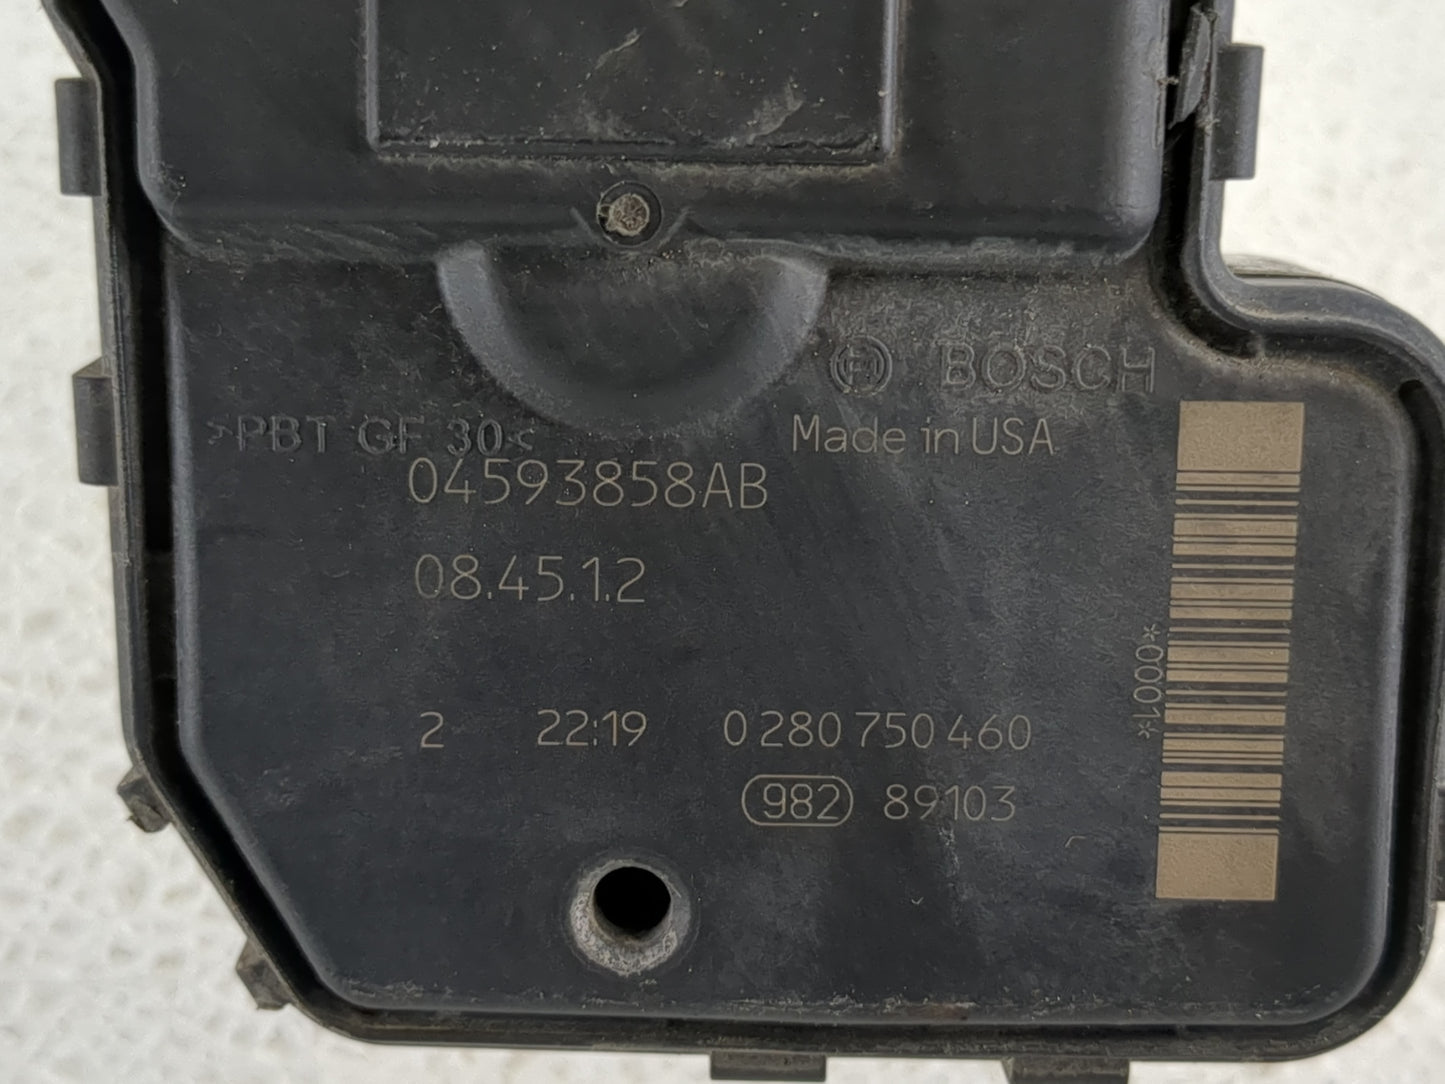 BOSCH
>PBT GF 30<
Made in USA
04593858AB
08.45.1.2
*1000*
2 22:19 0 280 750 460
982 89103